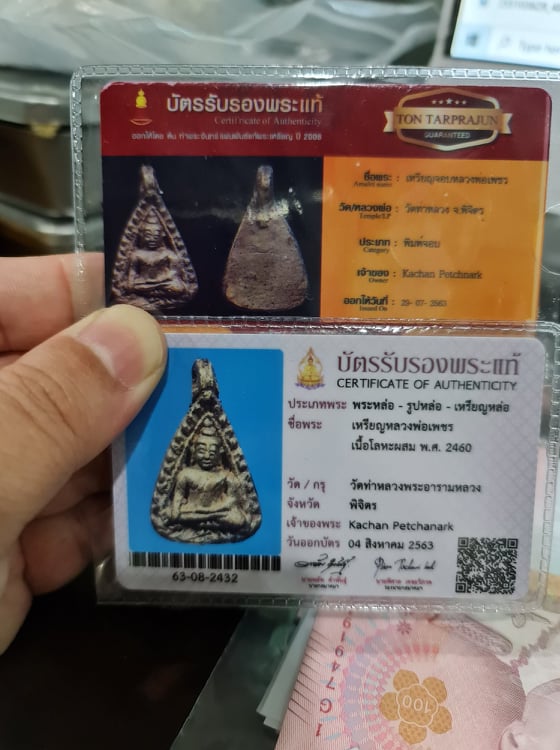 บัตรรับรองพระแท้
Certificate of Authenticity
TON TARPRAJUN
GUARANTEED
ชื่อพระ : เหรียญจอบหลวงพ่อเพชร
Amulet name
วัด/หลวงพ่อ : วัดท่าหลวง จ.พิจิตร
Temple/LP
ประเภท : พิมพ์จอบ
Category
เจ้าของ : Kachan Petchnark
Owner
ออกให้วันที่ : 29- 07- 2563
Issued On
บัตรรับรองพระแท้
CERTIFICATE OF AUTHENTICITY
ประเภทพระ พระหล่อ - รูปหล่อ - เหรียญหล่อ
ชื่อพระ เหรียญหลวงพ่อเพชร
เนื้อโลหะผสม พ.ศ. 2460
วัด / กรุ วัดท่าหลวงพระอารามหลวง
จังหวัด พิจิตร
เจ้าของพระ Kachan Petchanark
วันออกบัตร 04 สิงหาคม 2563
63-08-2432
100